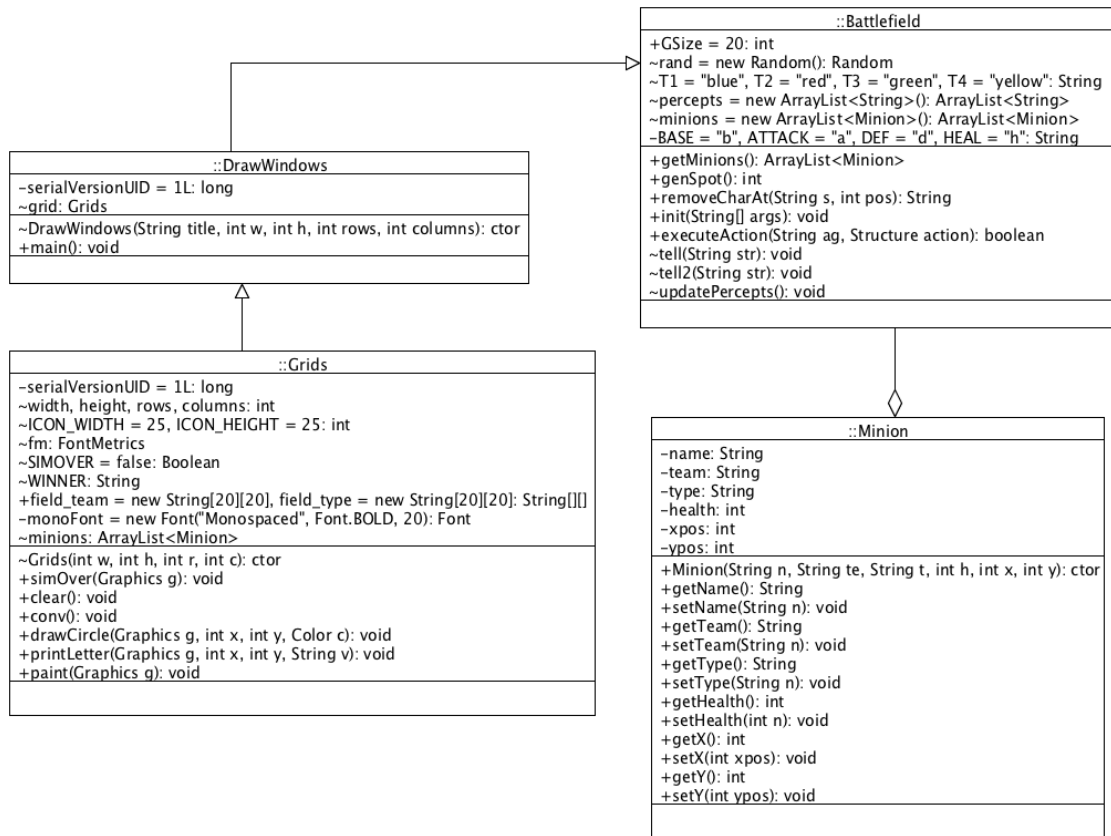 ::Battlefield
+GSize = 20: int
~rand = new Random(): Random
~T1 = "blue", T2 = "red", T3 = "green", T4 = "yellow": String
~percepts = new ArrayList<String>(): ArrayList<String>
~minions = new ArrayList<Minion>(): ArrayList<Minion>
-BASE = "b", ATTACK = "a", DEF = "d", HEAL = "h": String
+getMinions(): ArrayList<Minion>
+genSpot(): int
+removeCharAt(String s, int pos): String
+init(String[] args): void
+executeAction(String ag, Structure action): boolean
~tell(String str): void
~tell2(String str): void
~updatePercepts(): void
::DrawWindows
-serialVersionUID = 1L: long
~grid: Grids
~DrawWindows(String title, int w, int h, int rows, int columns): ctor
+main(): void
::Grids
-serialVersionUID = 1L: long
~width, height, rows, columns: int
~ICON_WIDTH = 25, ICON_HEIGHT = 25: int
~fm: FontMetrics
~SIMOVER = false: Boolean
~WINNER: String
+field_team = new String[20][20], field_type = new String[20][20]: String[][]
-monoFont = new Font("Monospaced", Font.BOLD, 20): Font
~minions: ArrayList<Minion>
~Grids(int w, int h, int r, int c): ctor
+simOver(Graphics g): void
+clear(): void
+conv(): void
+drawCircle(Graphics g, int x, int y, Color c): void
+printLetter(Graphics g, int x, int y, String v): void
+paint(Graphics g): void
::Minion
-name: String
-team: String
-type: String
-health: int
-xpos: int
-ypos: int
+Minion(String n, String te, String t, int h, int x, int y): ctor
+getName(): String
+setName(String n): void
+getTeam(): String
+setTeam(String n): void
+getType(): String
+setType(String n): void
+getHealth(): int
+setHealth(int n): void
+getX(): int
+setX(int xpos): void
+getY(): int
+setY(int ypos): void